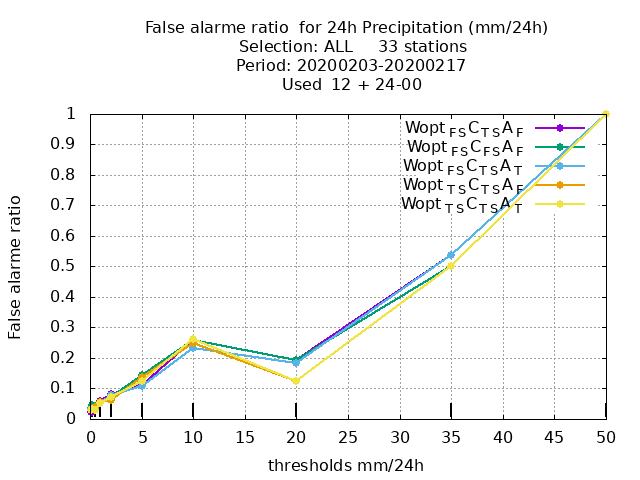 False alarme ratio  for 24h Precipitation (mm/24h)
Selection: ALL     33 stations
Period: 20200203-20200217
Used  12 + 24-00
Wopt FS C TS A F
Wopt FS C FS A F
Wopt FS C TS A T
Wopt TS C TS A F
Wopt TS C TS A T
1
0.9
0.8
0.7
0.6
0.5
0.4
0.3
0.2
0.1
0
False alarme ratio
0 5 10 15 20 25 30 35 40 45 50
thresholds mm/24h